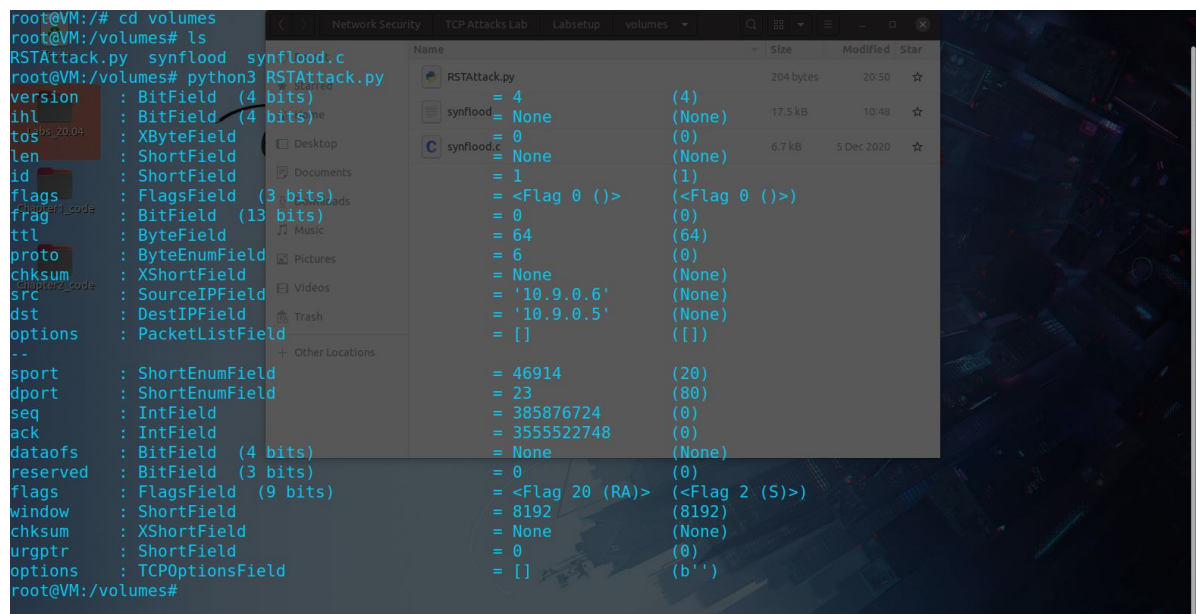 root@VM:/# cd volumes
root@VM:/volumes# ls
RSTAttack.py  synflood  synflood.c
root@VM:/volumes# python3 RSTAttack.py
version    : BitField  (4 bits)                  = 4               (4)
ihl        : BitField  (4 bits)                  = None            (None)
tos        : XByteField                          = 0               (0)
len        : ShortField                          = None            (None)
id         : ShortField                          = 1               (1)
flags      : FlagsField  (3 bits)                = <Flag 0 ()>     (<Flag 0 ()>)
frag       : BitField  (13 bits)                 = 0               (0)
ttl        : ByteField                           = 64              (64)
proto      : ByteEnumField                       = 6               (0)
chksum     : XShortField                         = None            (None)
src        : SourceIPField                       = '10.9.0.6'      (None)
dst        : DestIPField                         = '10.9.0.5'      (None)
options    : PacketListField                     = []              ([])
--
sport      : ShortEnumField                      = 46914           (20)
dport      : ShortEnumField                      = 23              (80)
seq        : IntField                            = 385876724       (0)
ack        : IntField                            = 3555522748      (0)
dataofs    : BitField  (4 bits)                  = None            (None)
reserved   : BitField  (3 bits)                  = 0               (0)
flags      : FlagsField  (9 bits)                = <Flag 20 (RA)>  (<Flag 2 (S)>)
window     : ShortField                          = 8192            (8192)
chksum     : XShortField                         = None            (None)
urgptr     : ShortField                          = 0               (0)
options    : TCPOptionsField                     = []              (b'')
root@VM:/volumes#
Network Security  TCP Attacks Lab  Labsetup  volumes
Name  Size  Modified  Star
RSTAttack.py  204 bytes  20:50
synflood  17.5 kB  10:48
synflood.c  6.7 kB  5 Dec 2020
Starred
Desktop
Documents
Downloads
Music
Pictures
Videos
Trash
+ Other Locations
Labs_20.04
Chapter1_code
Chapter2_code